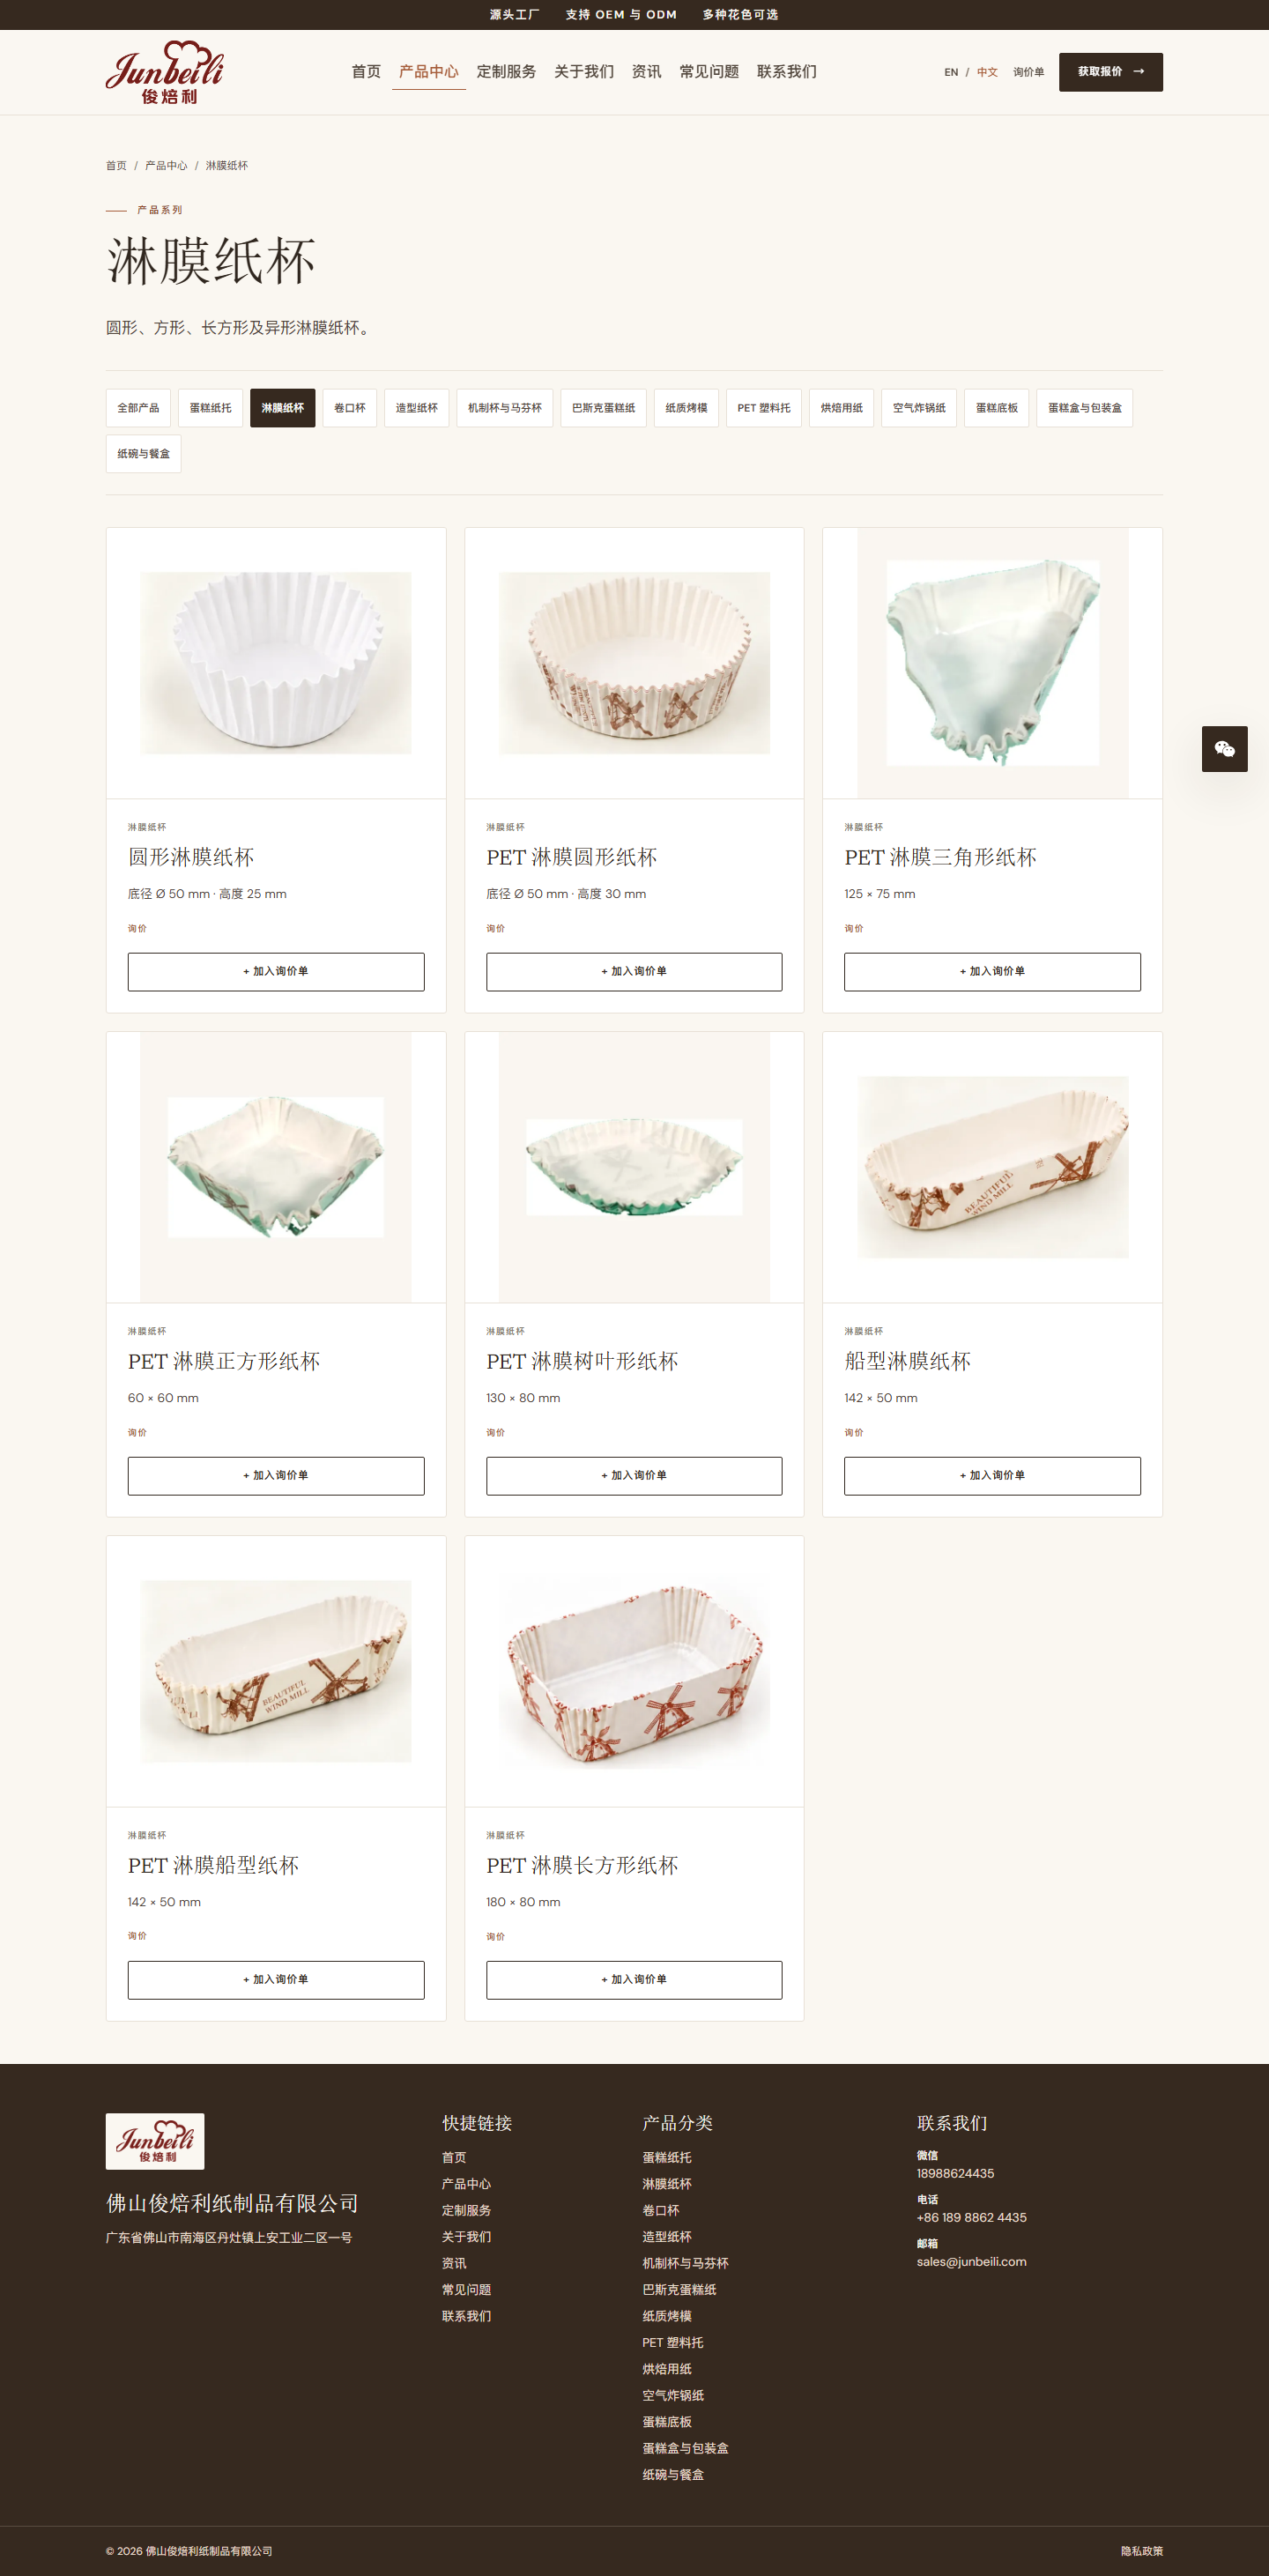 源头工厂 支持 OEM 与 ODM 多种花色可选
Junbeili
俊焙利
首页 产品中心 定制服务 关于我们 资讯 常见问题 联系我们
EN / 中文 询价单 获取报价 →
首页 / 产品中心 / 淋膜纸杯
产品系列
淋膜纸杯
圆形、方形、长方形及异形淋膜纸杯。
全部产品 蛋糕纸托 淋膜纸杯 卷口杯 造型纸杯 机制杯与马芬杯 巴斯克蛋糕纸 纸质烤模 PET 塑料托 烘焙用纸 空气炸锅纸 蛋糕底板 蛋糕盒与包装盒
纸碗与餐盒
淋膜纸杯
圆形淋膜纸杯
底径 Ø 50 mm · 高度 25 mm
询价
+ 加入询价单
淋膜纸杯
PET 淋膜圆形纸杯
底径 Ø 50 mm · 高度 30 mm
询价
+ 加入询价单
淋膜纸杯
PET 淋膜三角形纸杯
125 × 75 mm
询价
+ 加入询价单
淋膜纸杯
PET 淋膜正方形纸杯
60 × 60 mm
询价
+ 加入询价单
淋膜纸杯
PET 淋膜树叶形纸杯
130 × 80 mm
询价
+ 加入询价单
BEAUTIFUL
WIND MILL
淋膜纸杯
船型淋膜纸杯
142 × 50 mm
询价
+ 加入询价单
BEAUTIFUL
WIND MILL
淋膜纸杯
PET 淋膜船型纸杯
142 × 50 mm
询价
+ 加入询价单
淋膜纸杯
PET 淋膜长方形纸杯
180 × 80 mm
询价
+ 加入询价单
Junbeili
俊焙利
佛山俊焙利纸制品有限公司
广东省佛山市南海区丹灶镇上安工业二区一号
快捷链接
首页
产品中心
定制服务
关于我们
资讯
常见问题
联系我们
产品分类
蛋糕纸托
淋膜纸杯
卷口杯
造型纸杯
机制杯与马芬杯
巴斯克蛋糕纸
纸质烤模
PET 塑料托
烘焙用纸
空气炸锅纸
蛋糕底板
蛋糕盒与包装盒
纸碗与餐盒
联系我们
微信
18988624435
电话
+86 189 8862 4435
邮箱
sales@junbeili.com
© 2026 佛山俊焙利纸制品有限公司
隐私政策